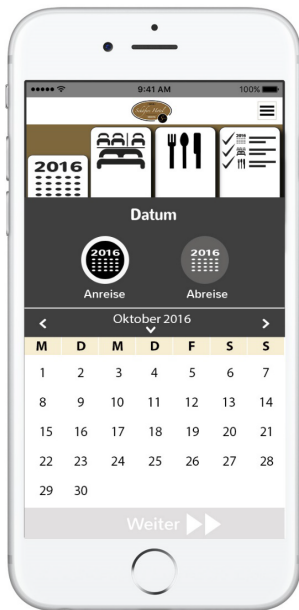 9:41 AM 100%
2016
2016
Datum
2016 2016
Anreise Abreise
Oktober 2016
M D M D F S S
1 2 3 4 5 6 7
8 9 10 11 12 13 14
15 16 17 18 19 20 21
22 23 24 25 26 27 28
29 30
Weiter